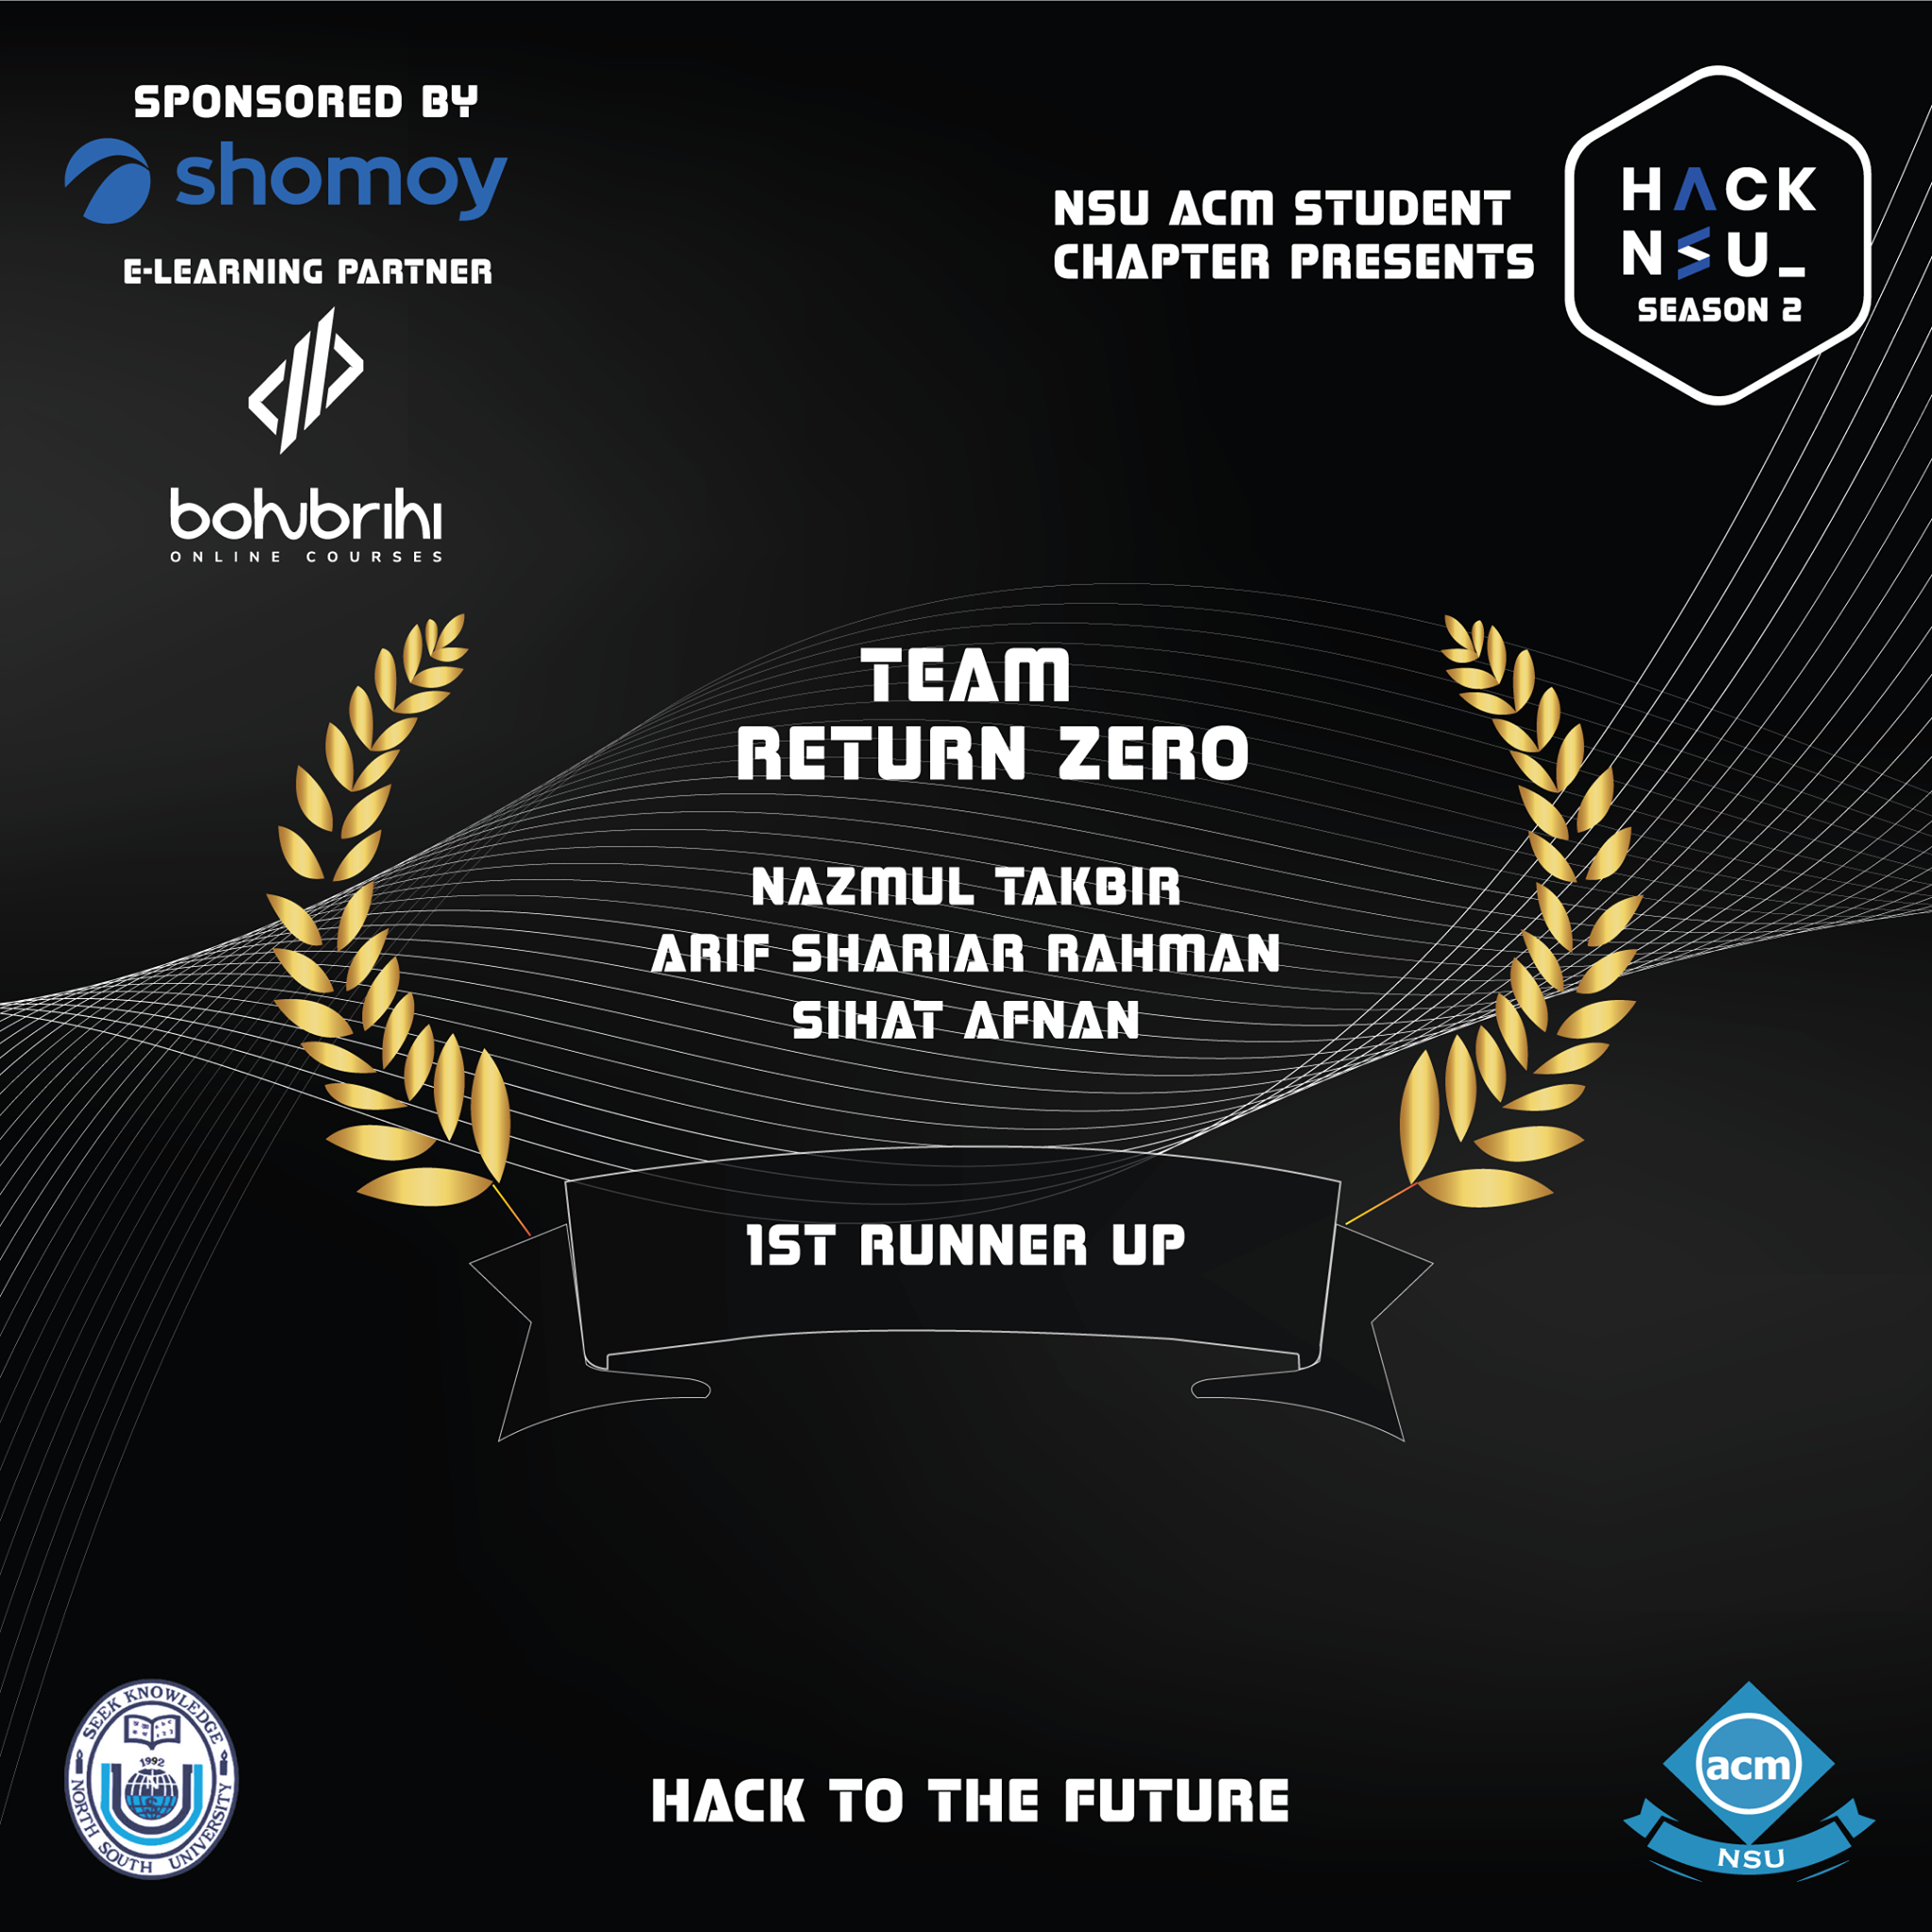 SPONSORED BY
shomoy
E-LEARNING PARTNER
bohubrihi
ONLINE COURSES
NSU ACM STUDENT
CHAPTER PRESENTS
HACK
NSU_
SEASON 2
TEAM
RETURN ZERO
NAZMUL TAKBIR
ARIF SHARIAR RAHMAN
SIHAT AFNAN
1ST RUNNER UP
SEEK KNOWLEDGE
1992
NORTH SOUTH UNIVERSITY
HACK TO THE FUTURE
acm
NSU